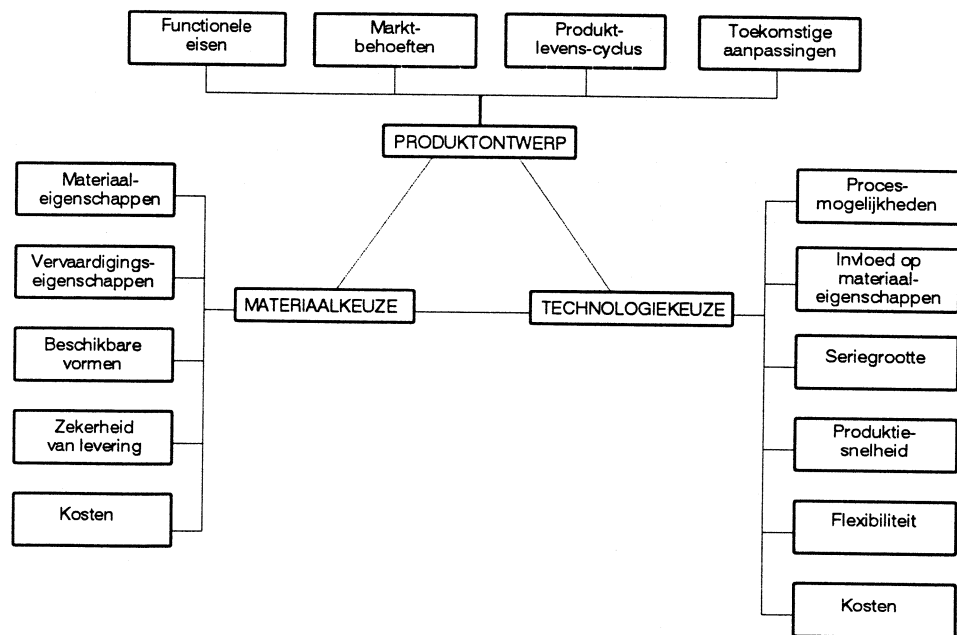 Functionele
eisen
Markt-
behoeften
Produkt-
levens-cyclus
Toekomstige
aanpassingen
PRODUKTONTWERP
Materiaal-
eigenschappen
Vervaardigings-
eigenschappen
Beschikbare
vormen
Zekerheid
van levering
Kosten
MATERIAALKEUZE
TECHNOLOGIEKEUZE
Proces-
mogelijkheden
Invloed op
materiaal-
eigenschappen
Seriegrootte
Produktie-
snelheid
Flexibiliteit
Kosten